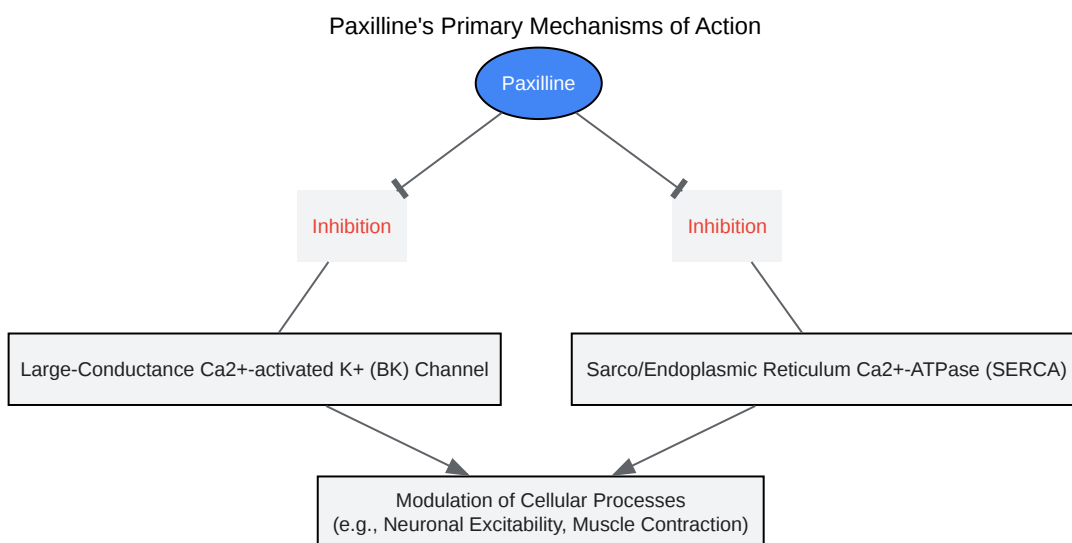 Paxilline's Primary Mechanisms of Action
Paxilline
Inhibition
Inhibition
Large-Conductance Ca2+-activated K+ (BK) Channel
Sarco/Endoplasmic Reticulum Ca2+-ATPase (SERCA)
Modulation of Cellular Processes
(e.g., Neuronal Excitability, Muscle Contraction)